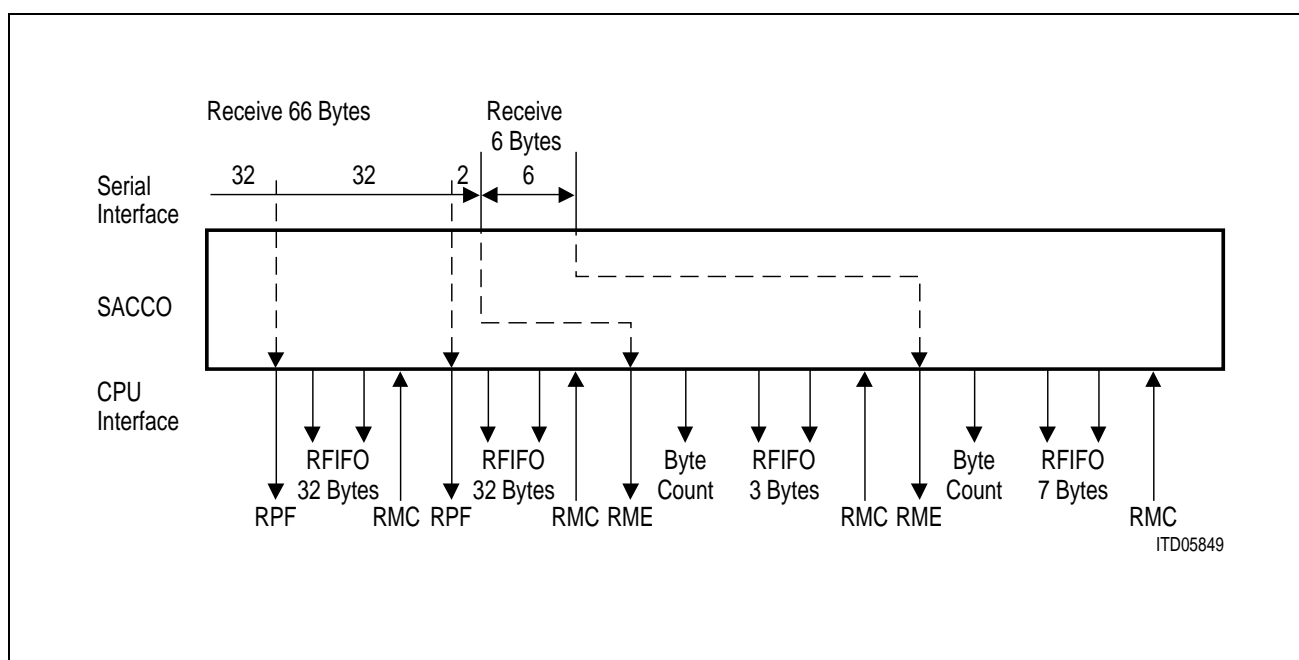 Receive 66 Bytes
Receive
6 Bytes
32 32 2 6
Serial
Interface
SACCO
CPU
Interface
RFIFO
32 Bytes
RFIFO
32 Bytes
Byte
Count
RFIFO
3 Bytes
Byte
Count
RFIFO
7 Bytes
RPF RMC RPF RMC RME RMC RME RMC
ITD05849